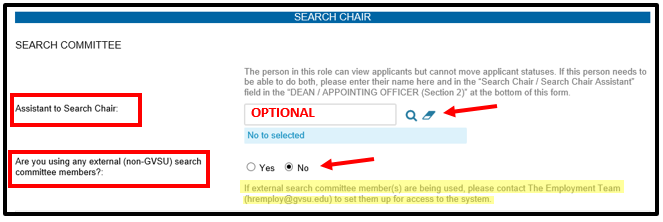 SEARCH CHAIR
SEARCH COMMITTEE
The person in this role can view applicants but cannot move applicant statuses. If this person needs to
be able to do both, please enter their name here and in the "Search Chair / Search Chair Assistant"
field in the "DEAN / APPOINTING OFFICER (Section 2)" at the bottom of this form.
Assistant to Search Chair:
OPTIONAL
No to selected
Are you using any external (non-GVSU) search
committee members?:
Yes No
If external search committee member(s) are being used, please contact The Employment Team
(hremploy@gvsu.edu) to set them up for access to the system.